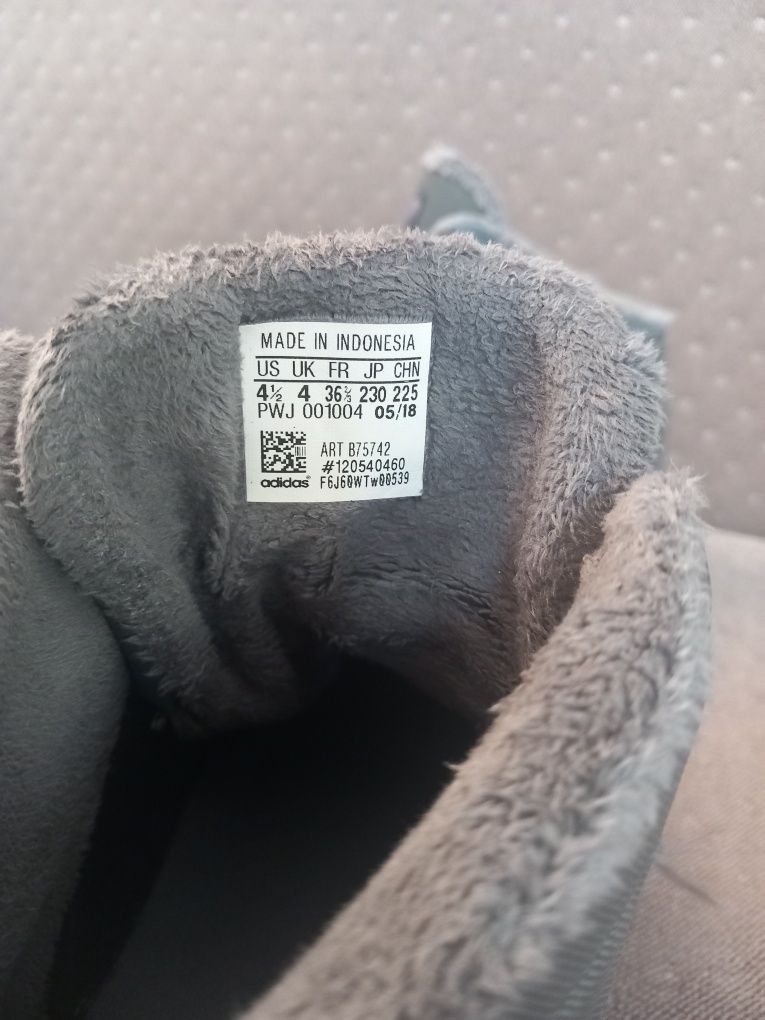 MADE IN INDONESIA
US UK FR JP CHN
4½ 4 36⅔ 230 225
PWJ 001004 05/18
ART B75742
#120540460
adidas® F6J60WTw00539